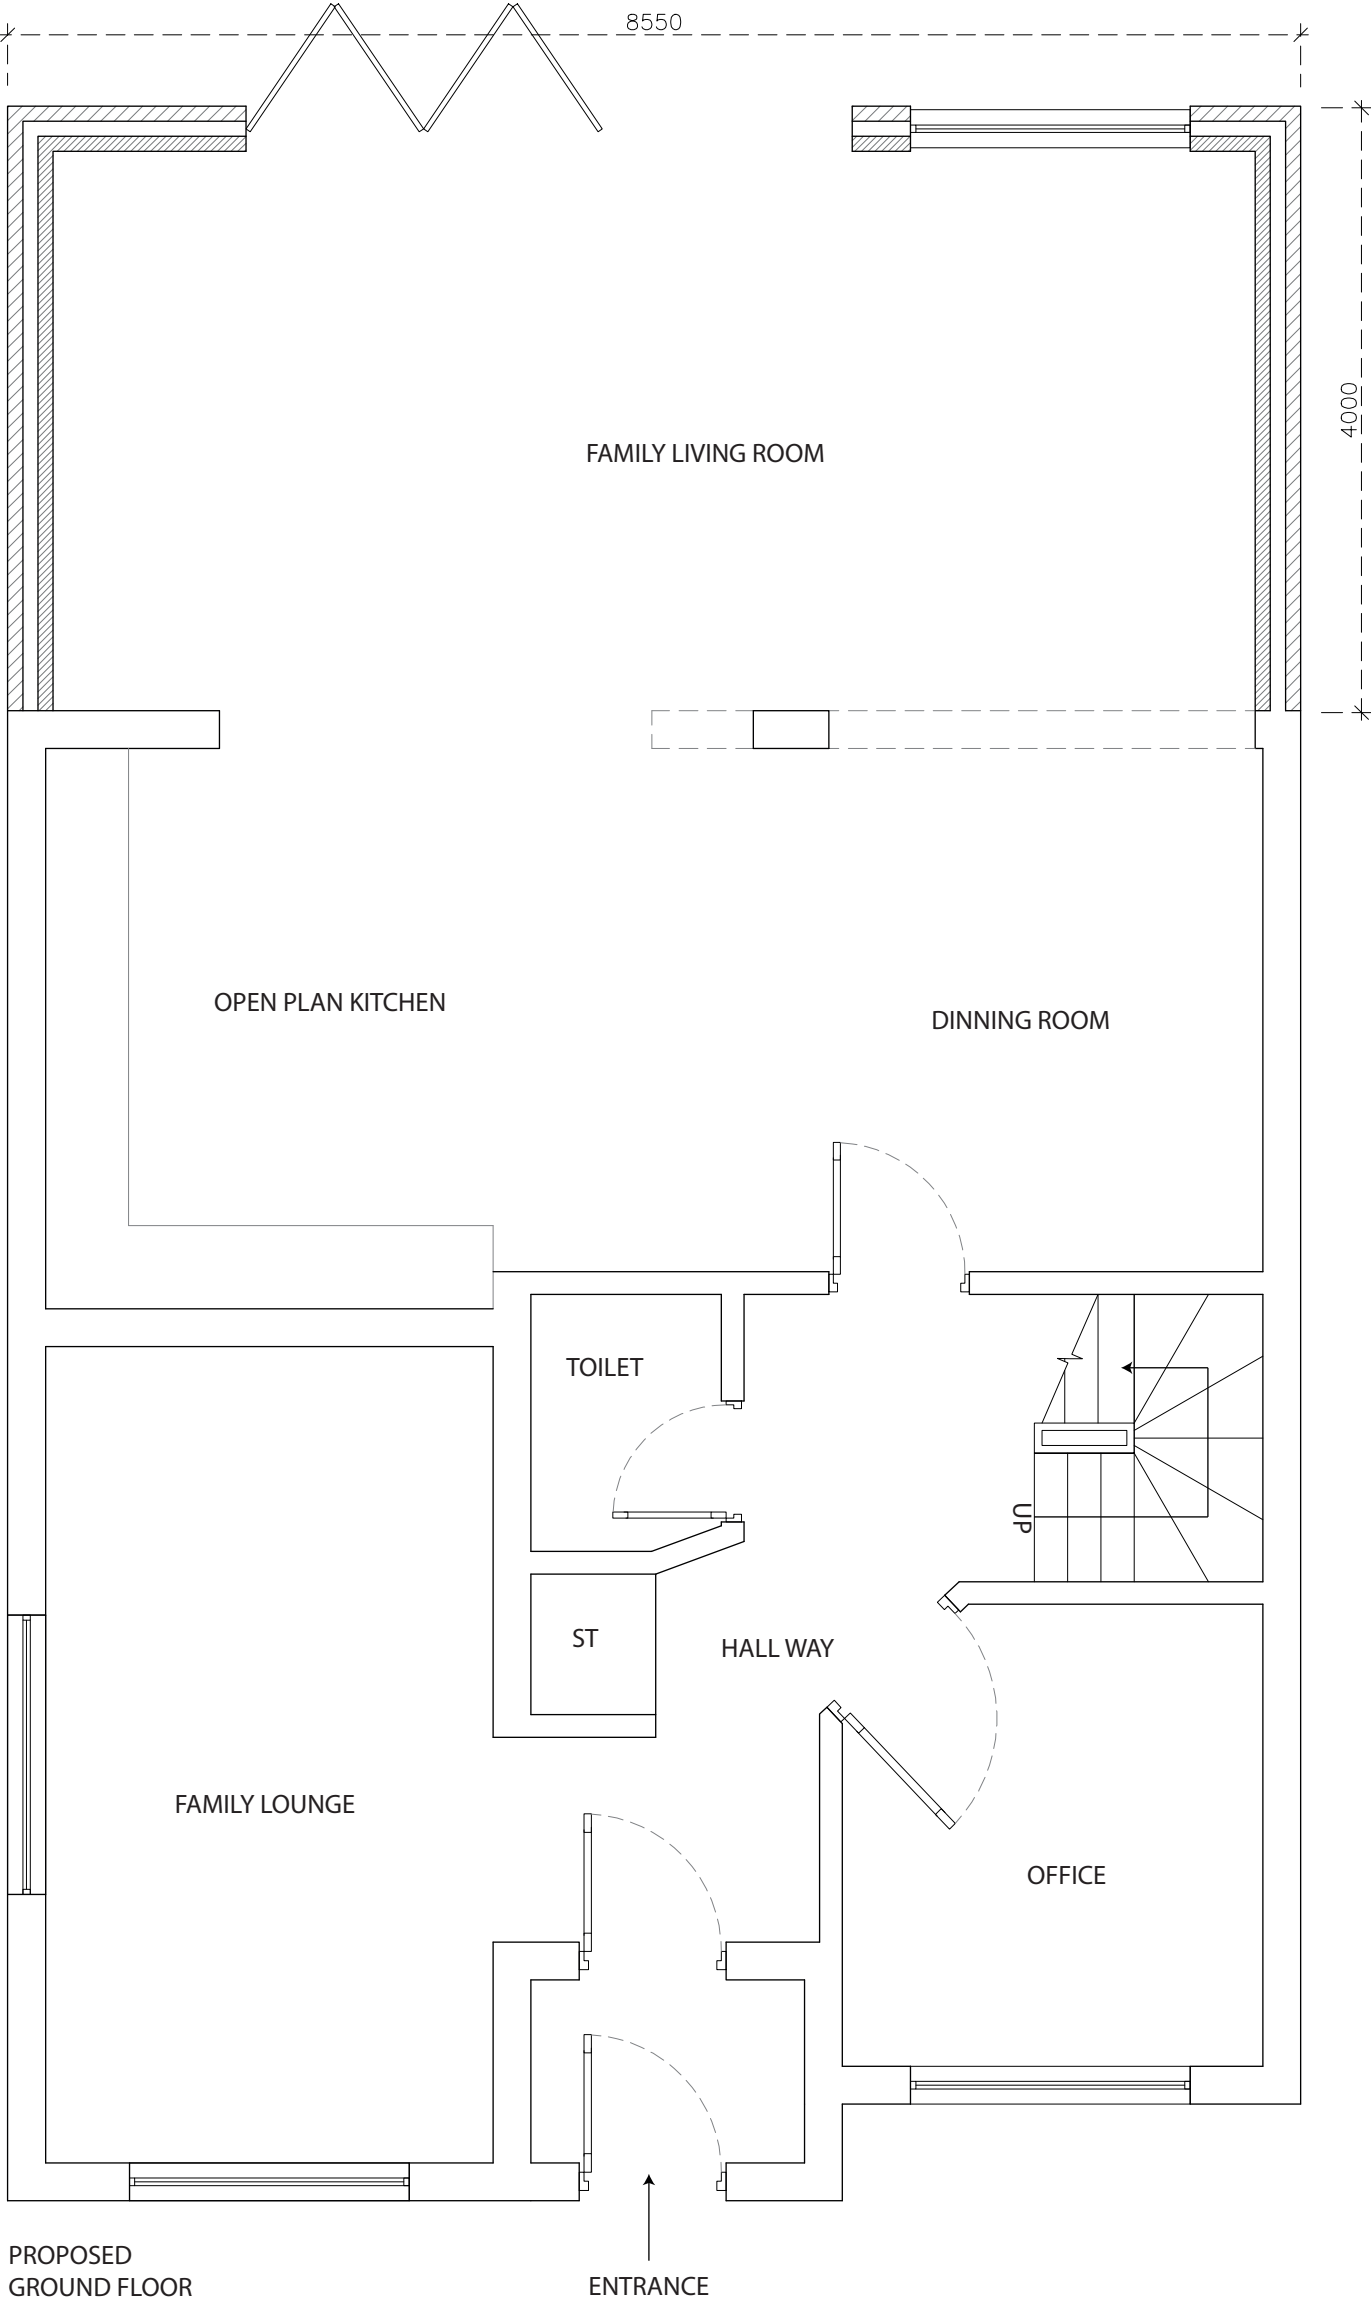 8550
4000
FAMILY LIVING ROOM
OPEN PLAN KITCHEN
DINNING ROOM
TOILET
UP
ST
HALL WAY
FAMILY LOUNGE
OFFICE
PROPOSED
GROUND FLOOR
ENTRANCE